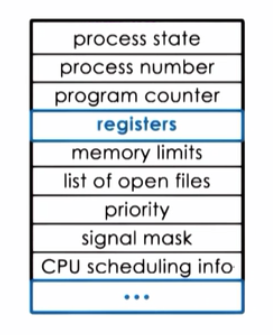 process state
process number
program counter
registers
memory limits
list of open files
priority
signal mask
CPU scheduling info
...